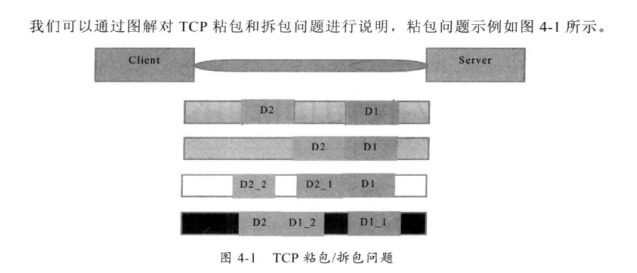 我们可以通过图解对 TCP 粘包和拆包问题进行说明，粘包问题示例如图 4-1 所示。
Client Server
D2 D1
D2 D1
D2_2 D2_1 D1
D2 D1_2 D1_1
图 4-1 TCP 粘包/拆包问题